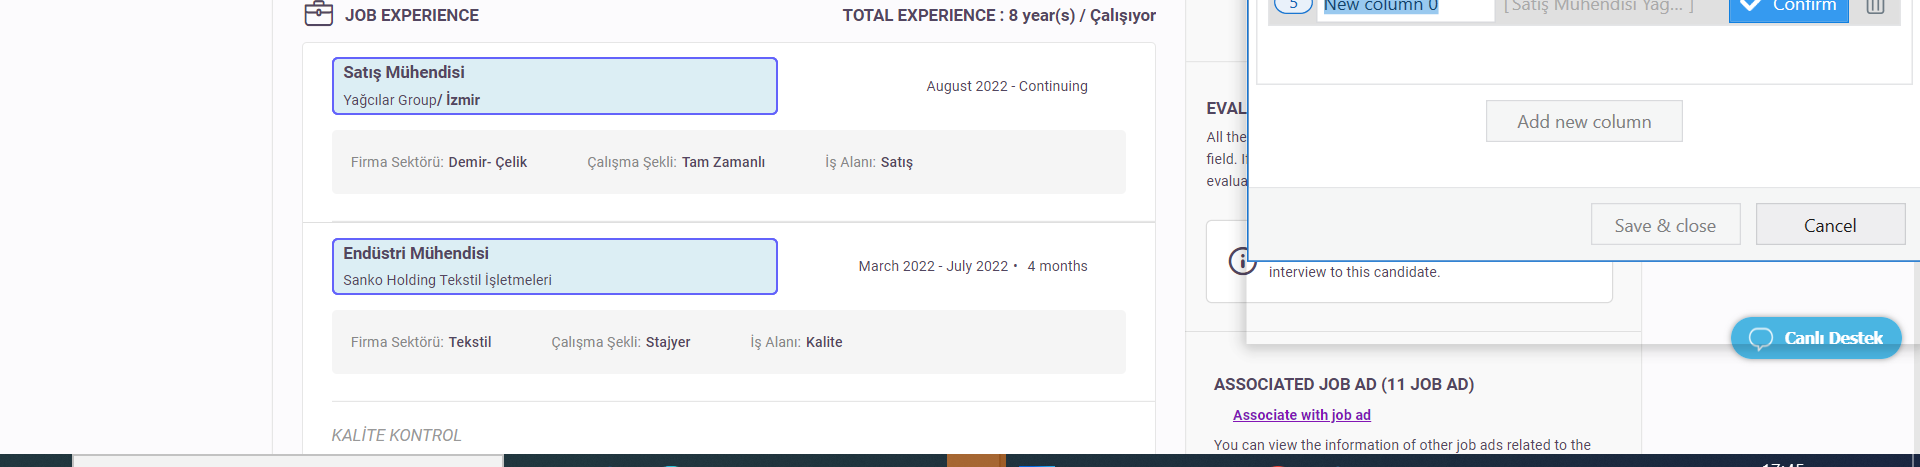 JOB EXPERIENCE
TOTAL EXPERIENCE : 8 year(s) / Çalışıyor
Satış Mühendisi
Yağcılar Group/ İzmir
August 2022 - Continuing
Firma Sektörü: Demir- Çelik
Çalışma Şekli: Tam Zamanlı
İş Alanı: Satış
Endüstri Mühendisi
Sanko Holding Tekstil İşletmeleri
March 2022 - July 2022 • 4 months
Firma Sektörü: Tekstil
Çalışma Şekli: Stajyer
İş Alanı: Kalite
KALİTE KONTROL
5
New column 0
[ Satış Mühendisi Yağ... ]
Confirm
Add new column
Save & close
Cancel
EVAL
All the
field. I
evalua
interview to this candidate.
Canlı Destek
ASSOCIATED JOB AD (11 JOB AD)
Associate with job ad
You can view the information of other job ads related to the